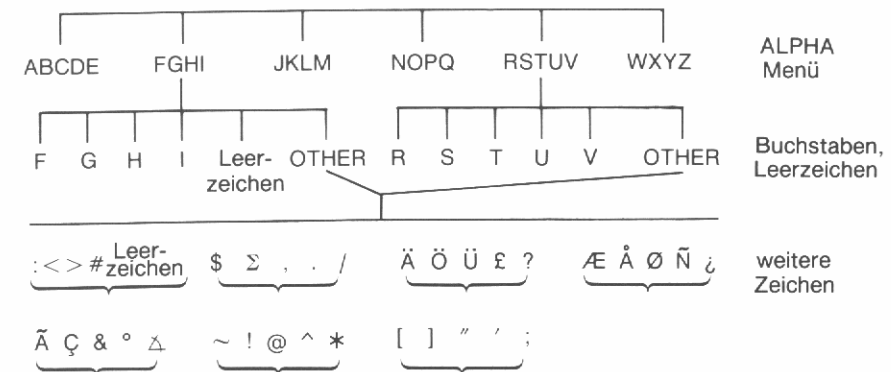 ABCDE FGHI JKLM NOPQ RSTUV WXYZ ALPHA
Menü
F G H I Leer- OTHER R S T U V OTHER Buchstaben,
zeichen Leerzeichen
: < > # Leer-
zeichen $ Σ , . / Ä Ö Ü £ ? Æ Å Ø Ñ ¿ weitere
Zeichen
Ã Ç & ° ∡ ~ ! @ ^ * [ ] " ' ;